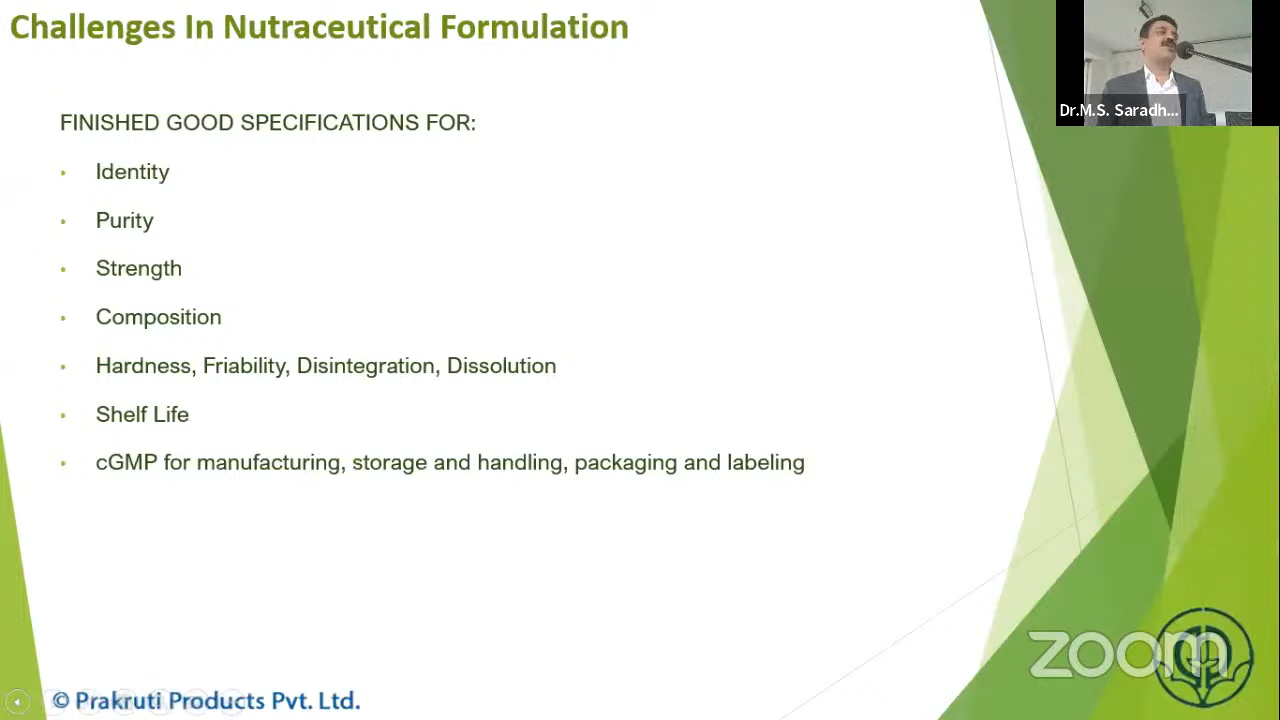 Challenges In Nutraceutical Formulation
Dr.M.S. Saradh...
FINISHED GOOD SPECIFICATIONS FOR:
• Identity
• Purity
• Strength
• Composition
• Hardness, Friability, Disintegration, Dissolution
• Shelf Life
• cGMP for manufacturing, storage and handling, packaging and labeling
zoom
© Prakruti Products Pvt. Ltd.